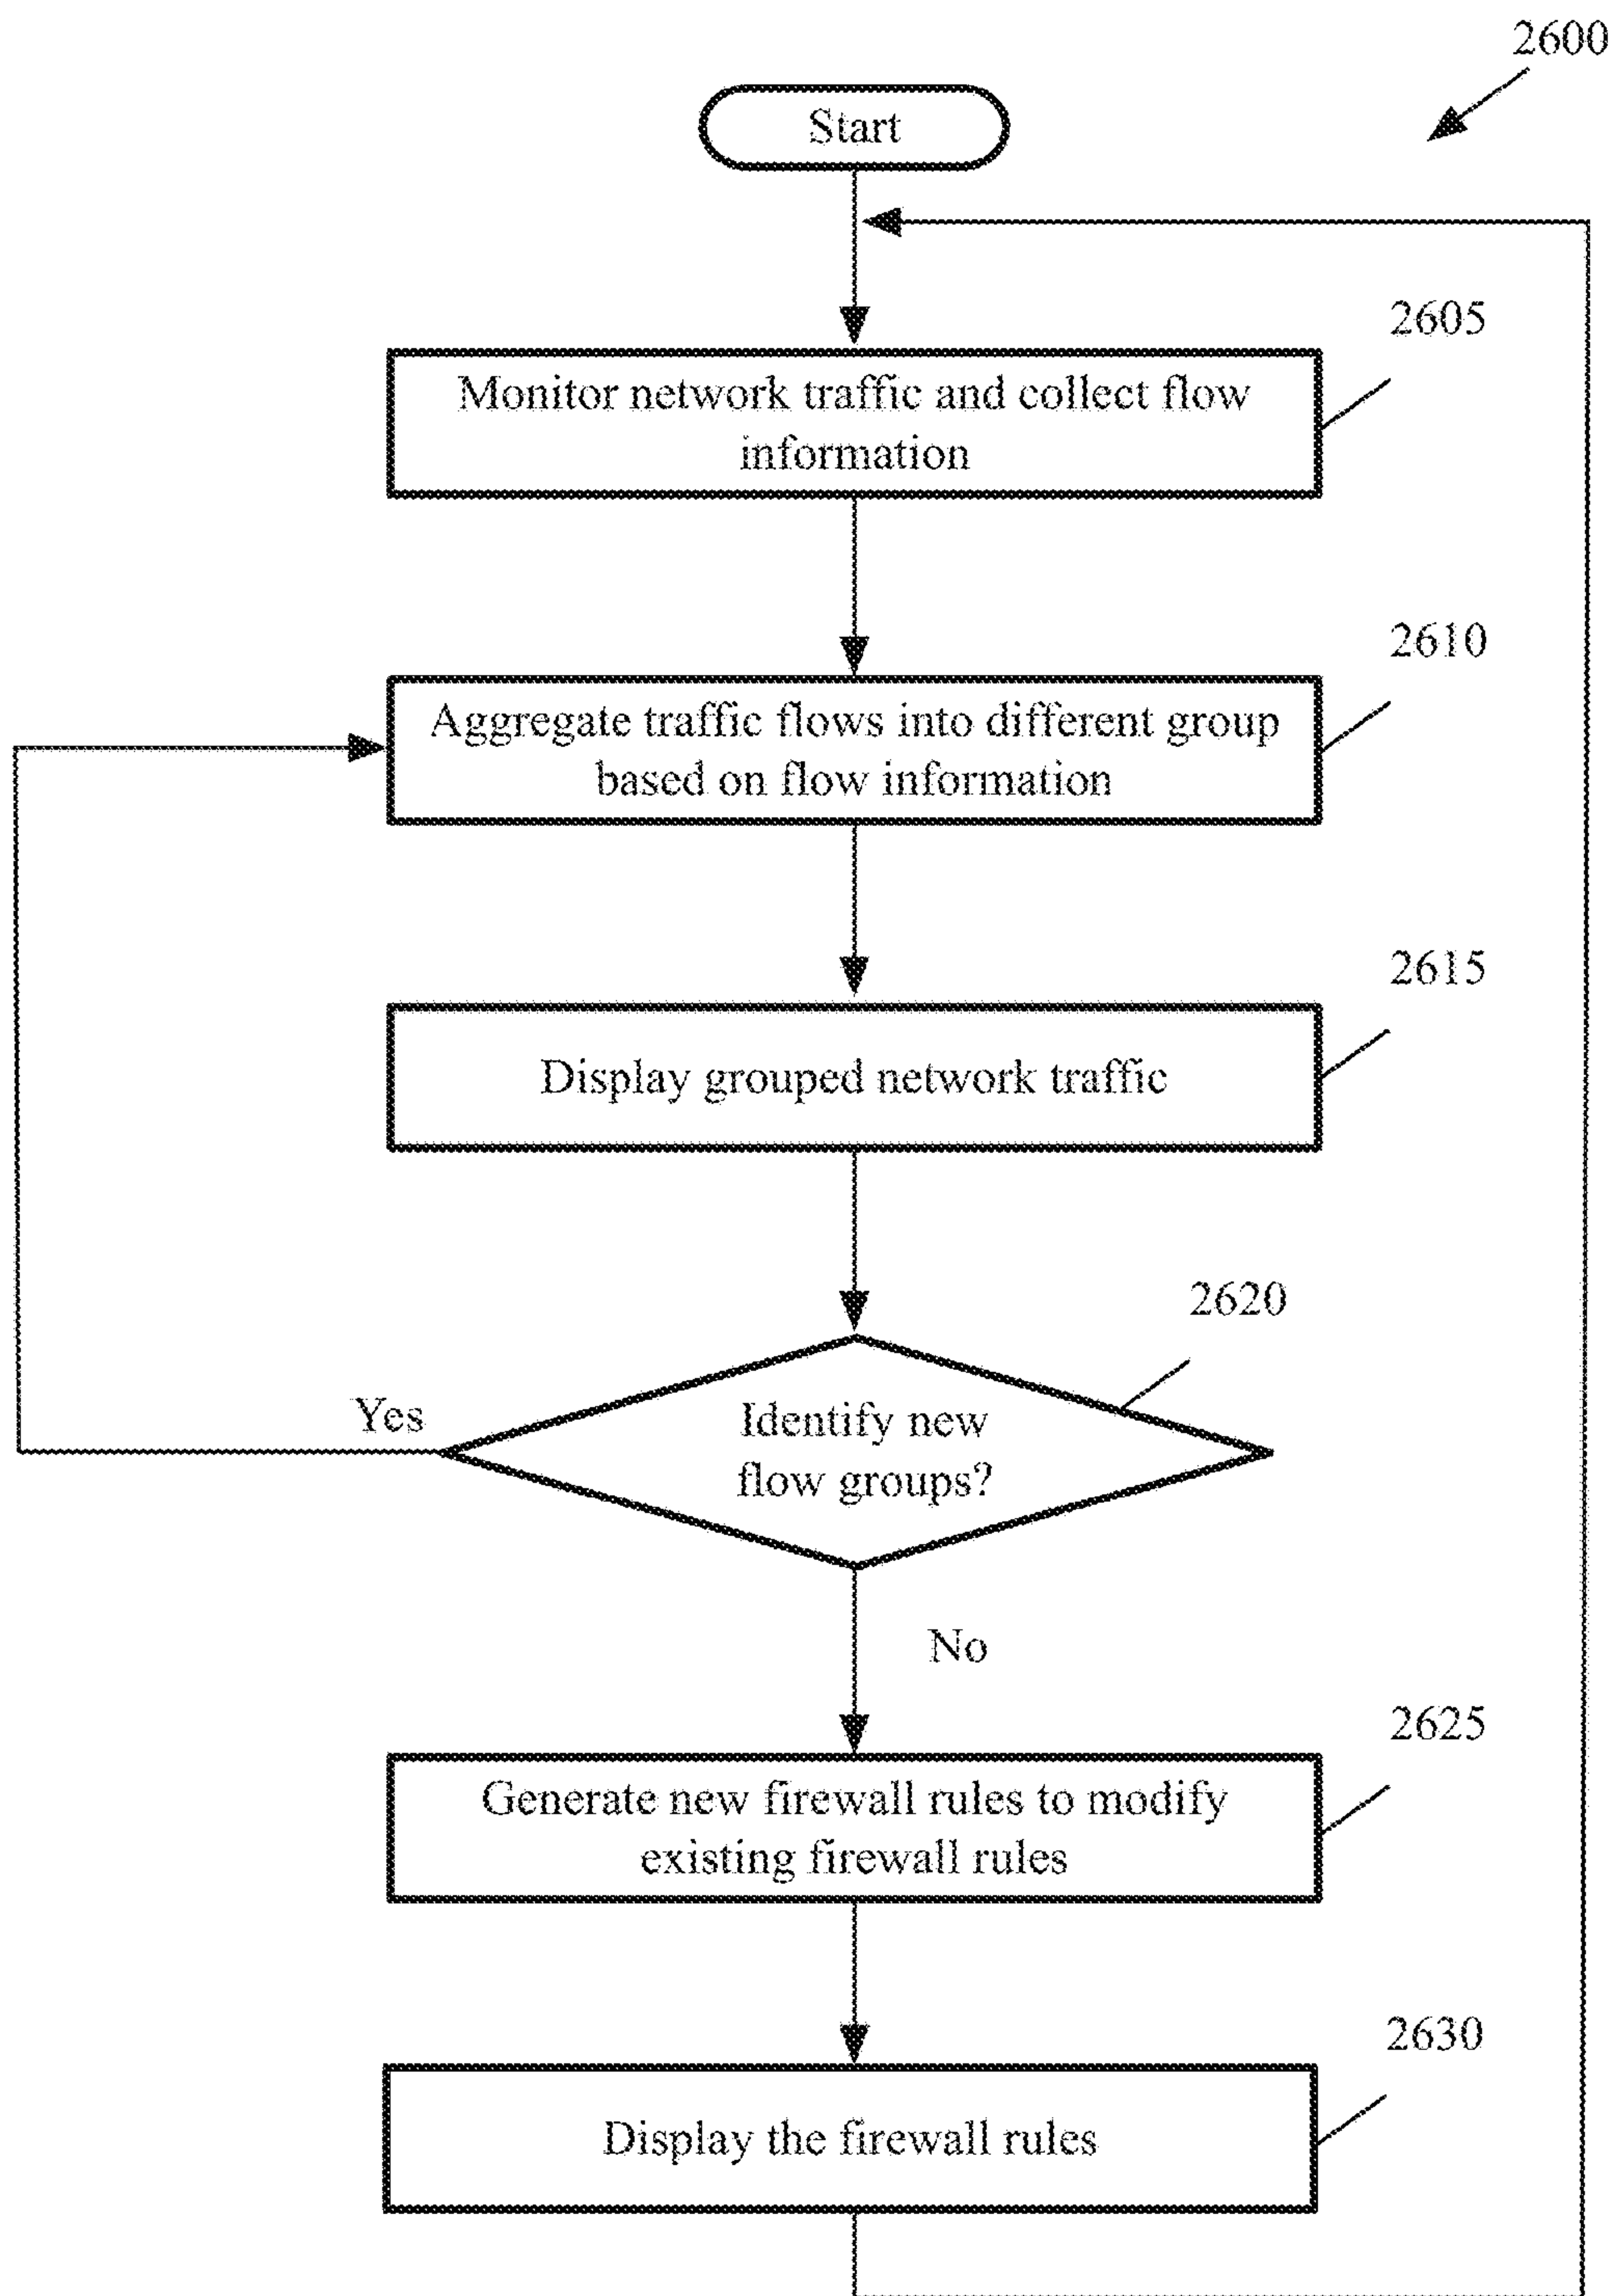 2600
Start
2605
Monitor network traffic and collect flow
information
2610
Aggregate traffic flows into different group
based on flow information
2615
Display grouped network traffic
2620
Identify new
flow groups?
Yes
No
2625
Generate new firewall rules to modify
existing firewall rules
2630
Display the firewall rules